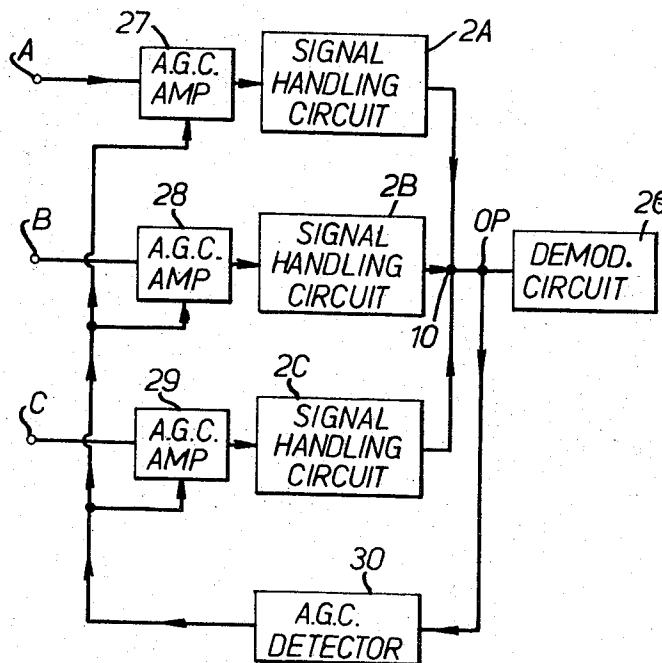 27
A
A.G.C.
AMP
2A
SIGNAL
HANDLING
CIRCUIT
28
B
A.G.C.
AMP
2B
SIGNAL
HANDLING
CIRCUIT
10
OP
26
DEMOD.
CIRCUIT
29
C
A.G.C.
AMP
2C
SIGNAL
HANDLING
CIRCUIT
30
A.G.C.
DETECTOR